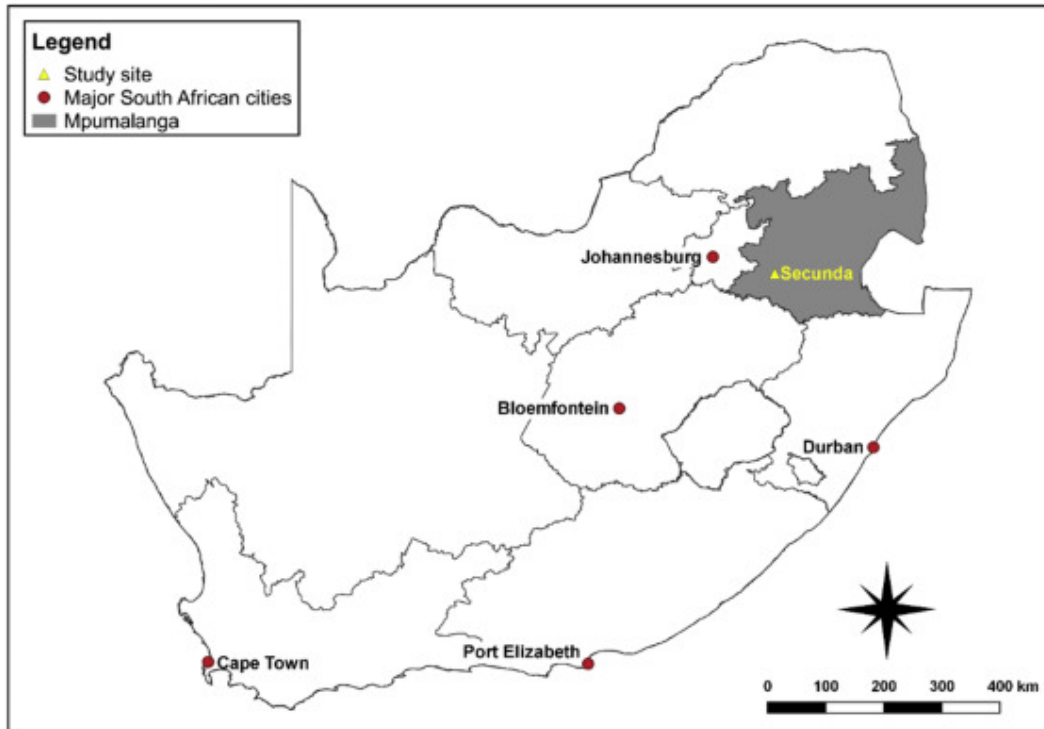 Legend
Study site
Major South African cities
Mpumalanga
Johannesburg
Secunda
Bloemfontein
Durban
Port Elizabeth
Cape Town
0 100 200 300 400 km